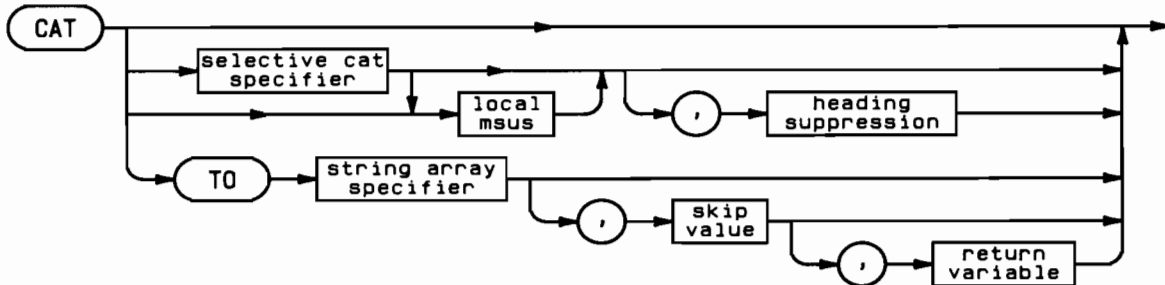 CAT
selective cat
specifier
local
msus
,
heading
suppression
TO
string array
specifier
,
skip
value
,
return
variable